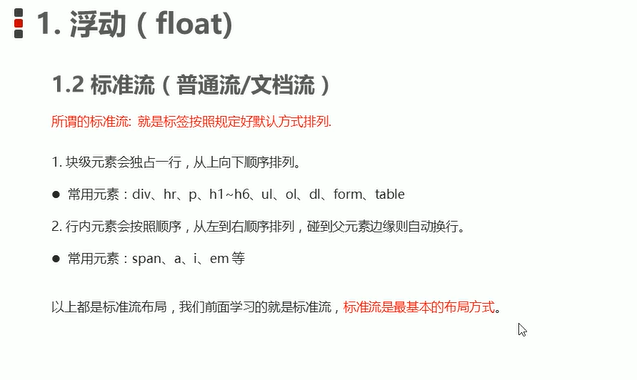 1. 浮动（float)
1.2 标准流（普通流/文档流）
所谓的标准流: 就是标签按照规定好默认方式排列.
1. 块级元素会独占一行，从上向下顺序排列。
● 常用元素：div、hr、p、h1~h6、ul、ol、dl、form、table
2. 行内元素会按照顺序，从左到右顺序排列，碰到父元素边缘则自动换行。
● 常用元素：span、a、i、em 等
以上都是标准流布局，我们前面学习的就是标准流，标准流是最基本的布局方式。